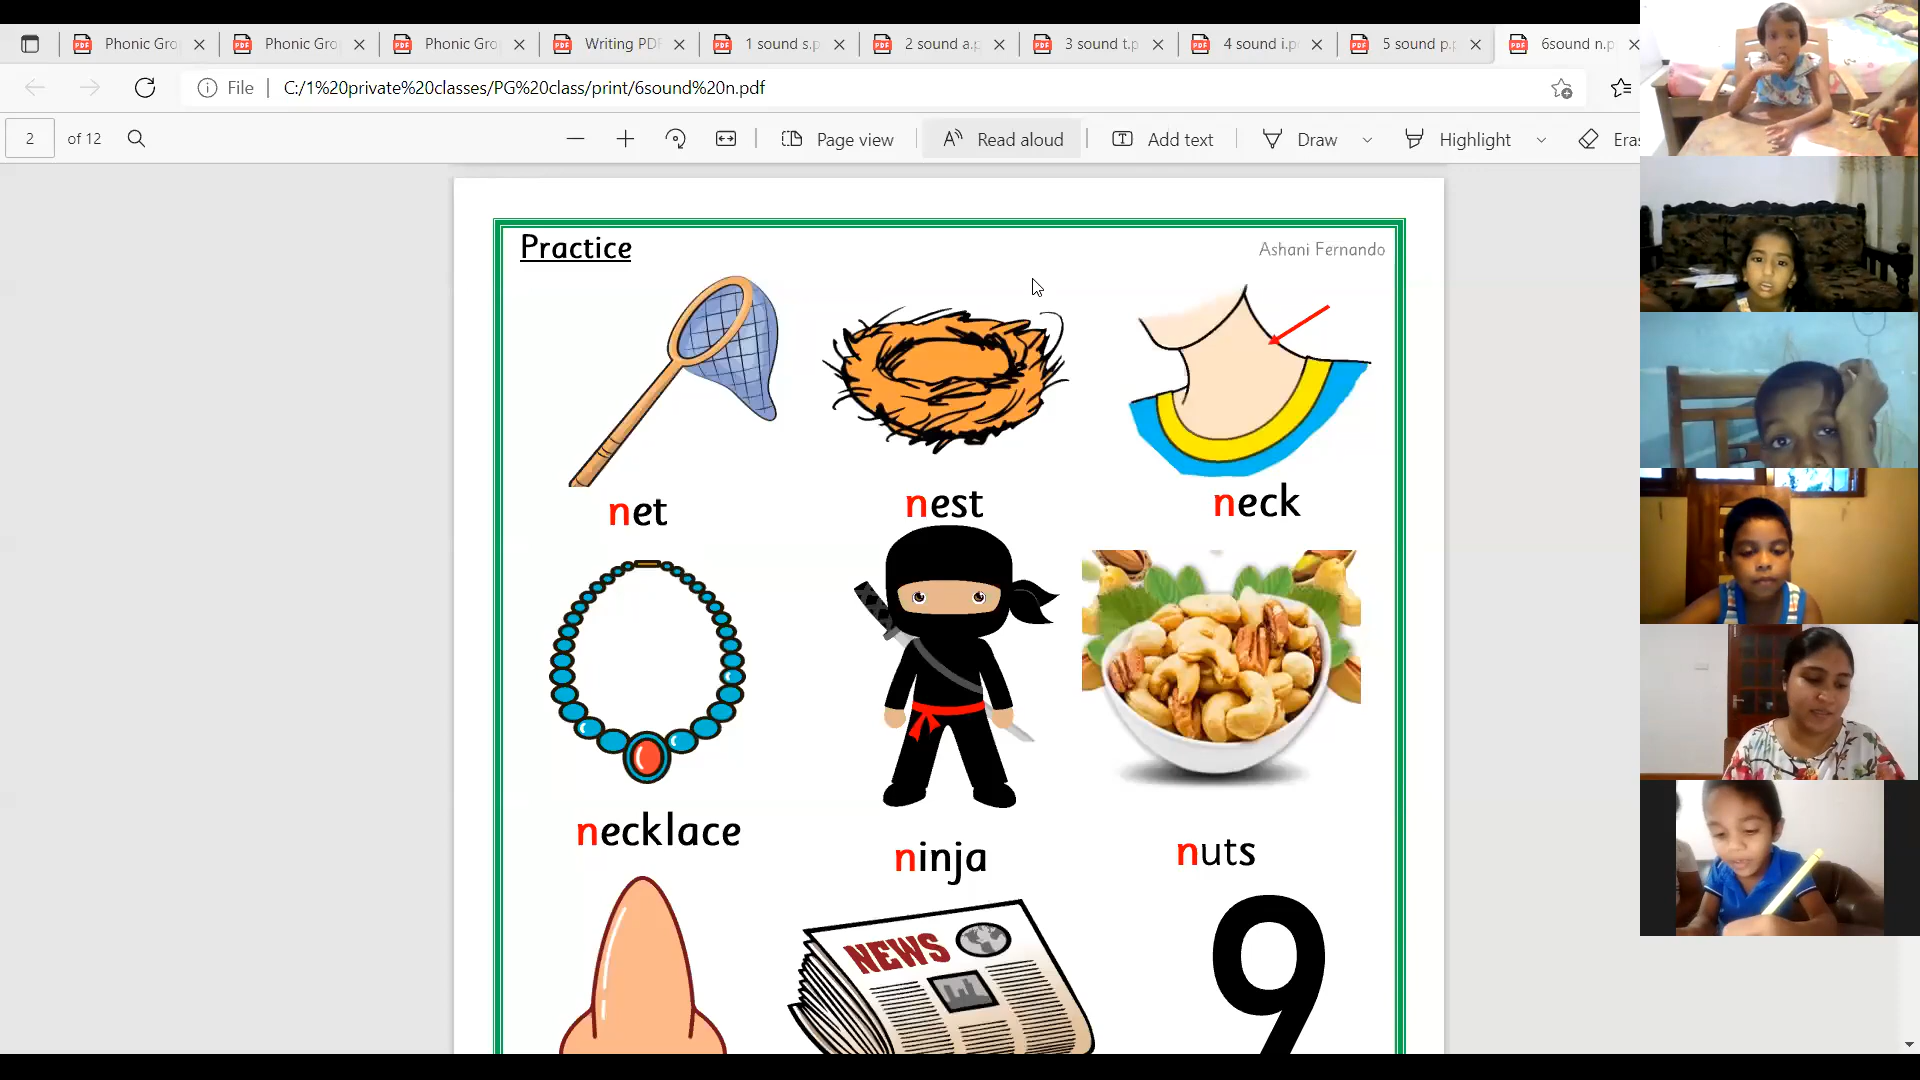 Phonic Gro
Phonic Gro
Phonic Gro
Writing PDF
1 sound s.p
2 sound a.p
3 sound t.p
4 sound i.p
5 sound p.p
6sound n.p
File
C:/1%20private%20classes/PG%20class/print/6sound%20n.pdf
2 of 12
Page view
Read aloud
Add text
Draw
Highlight
Eras
Practice
Ashani Fernando
net
nest
neck
necklace
ninja
nuts
NEWS
9